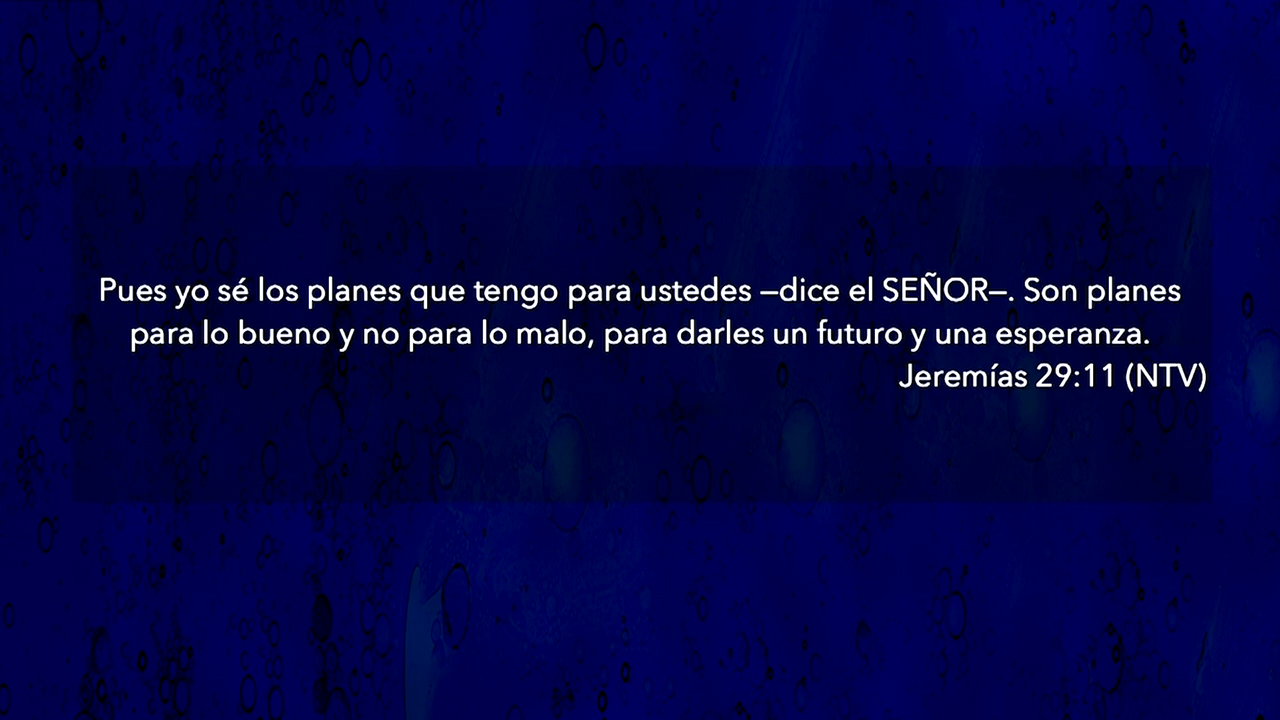 Pues yo sé los planes que tengo para ustedes —dice el SEÑOR—. Son planes
para lo bueno y no para lo malo, para darles un futuro y una esperanza.
Jeremías 29:11 (NTV)